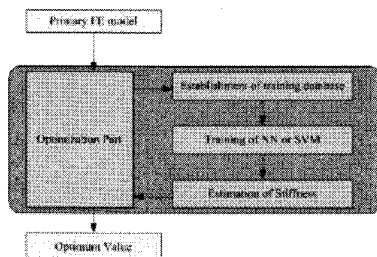 Primary FE model
Establishment of training database
Optimization Part
Training of NN or SVM
Estimation of Stiffness
Optimum Value